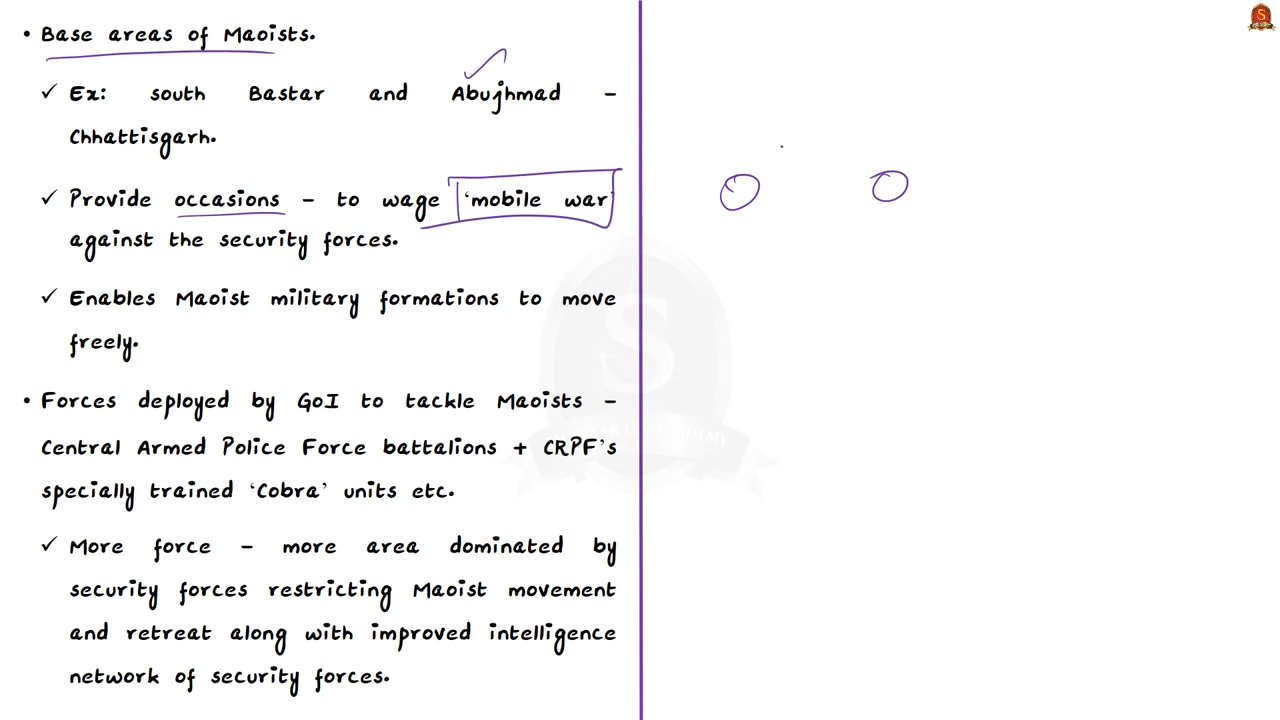 • Base areas of Maoists.
✓ Ex: south Bastar and Abujhmad –
Chhattisgarh.
✓ Provide occasions – to wage ‘mobile war’
against the security forces.
✓ Enables Maoist military formations to move
freely.
• Forces deployed by GoI to tackle Maoists –
Central Armed Police Force battalions + CRPF’s
specially trained ‘Cobra’ units etc.
✓ More force – more area dominated by
security forces restricting Maoist movement
and retreat along with improved intelligence
network of security forces.